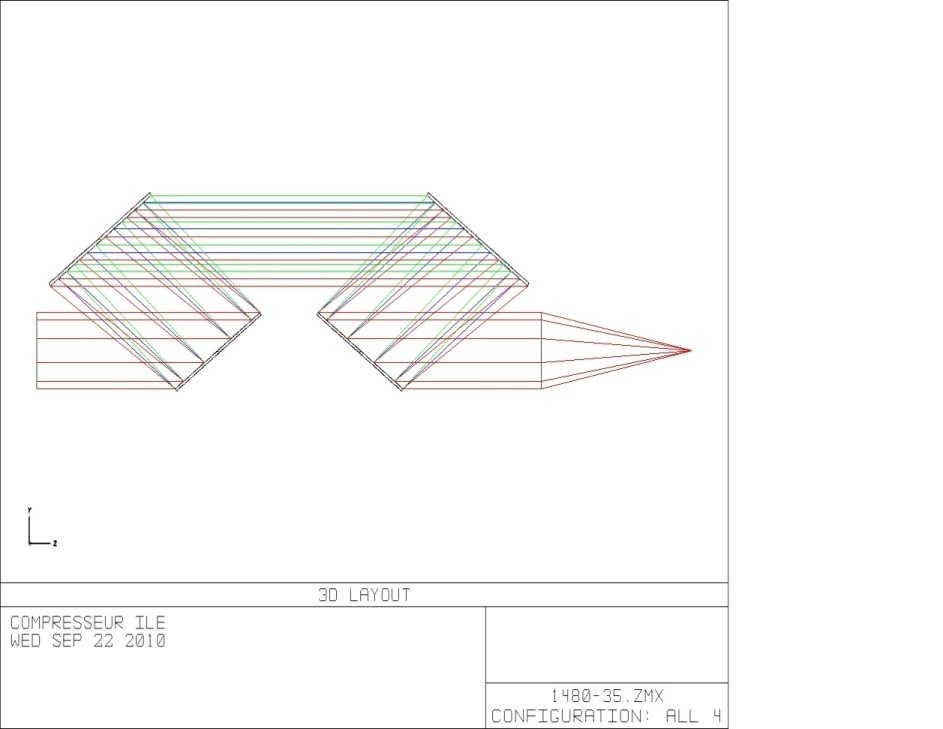 Y
Z
3D LAYOUT
COMPRESSEUR ILE
WED SEP 22 2010
1480-35.ZMX
CONFIGURATION: ALL 4